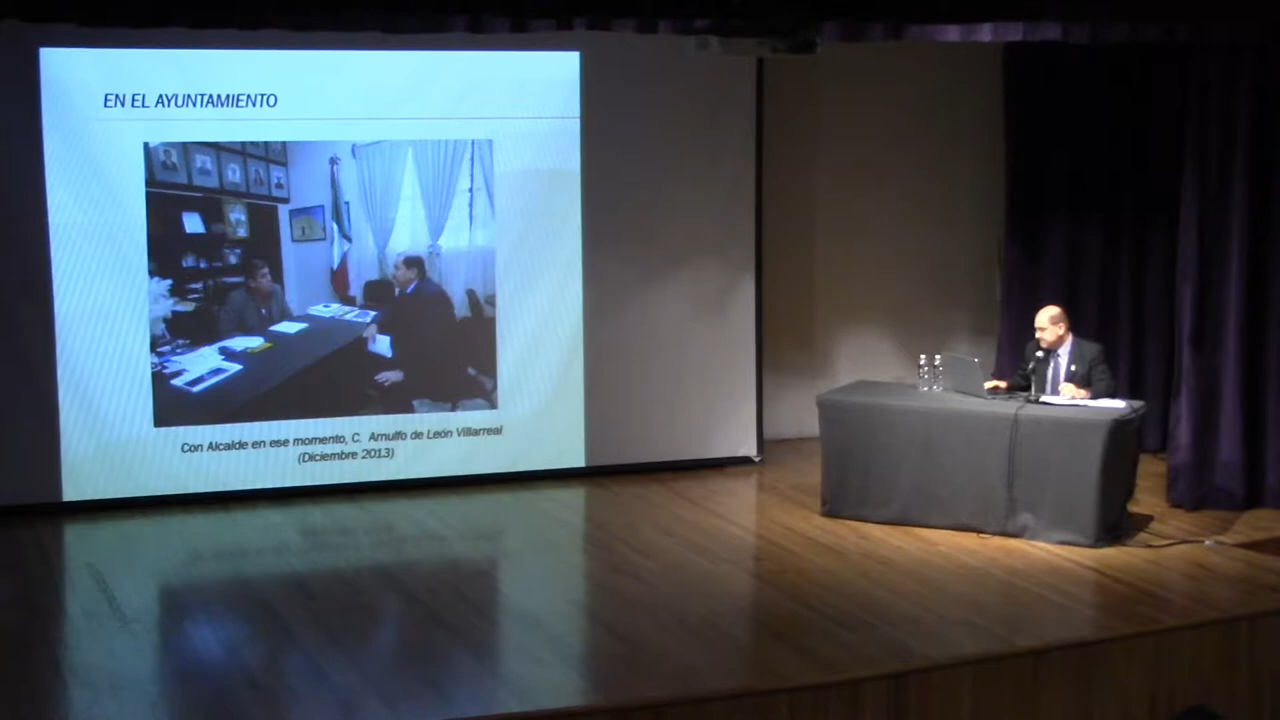 EN EL AYUNTAMIENTO
Con Alcalde en ese momento, C. Arnulfo de León Villarreal
(Diciembre 2013)